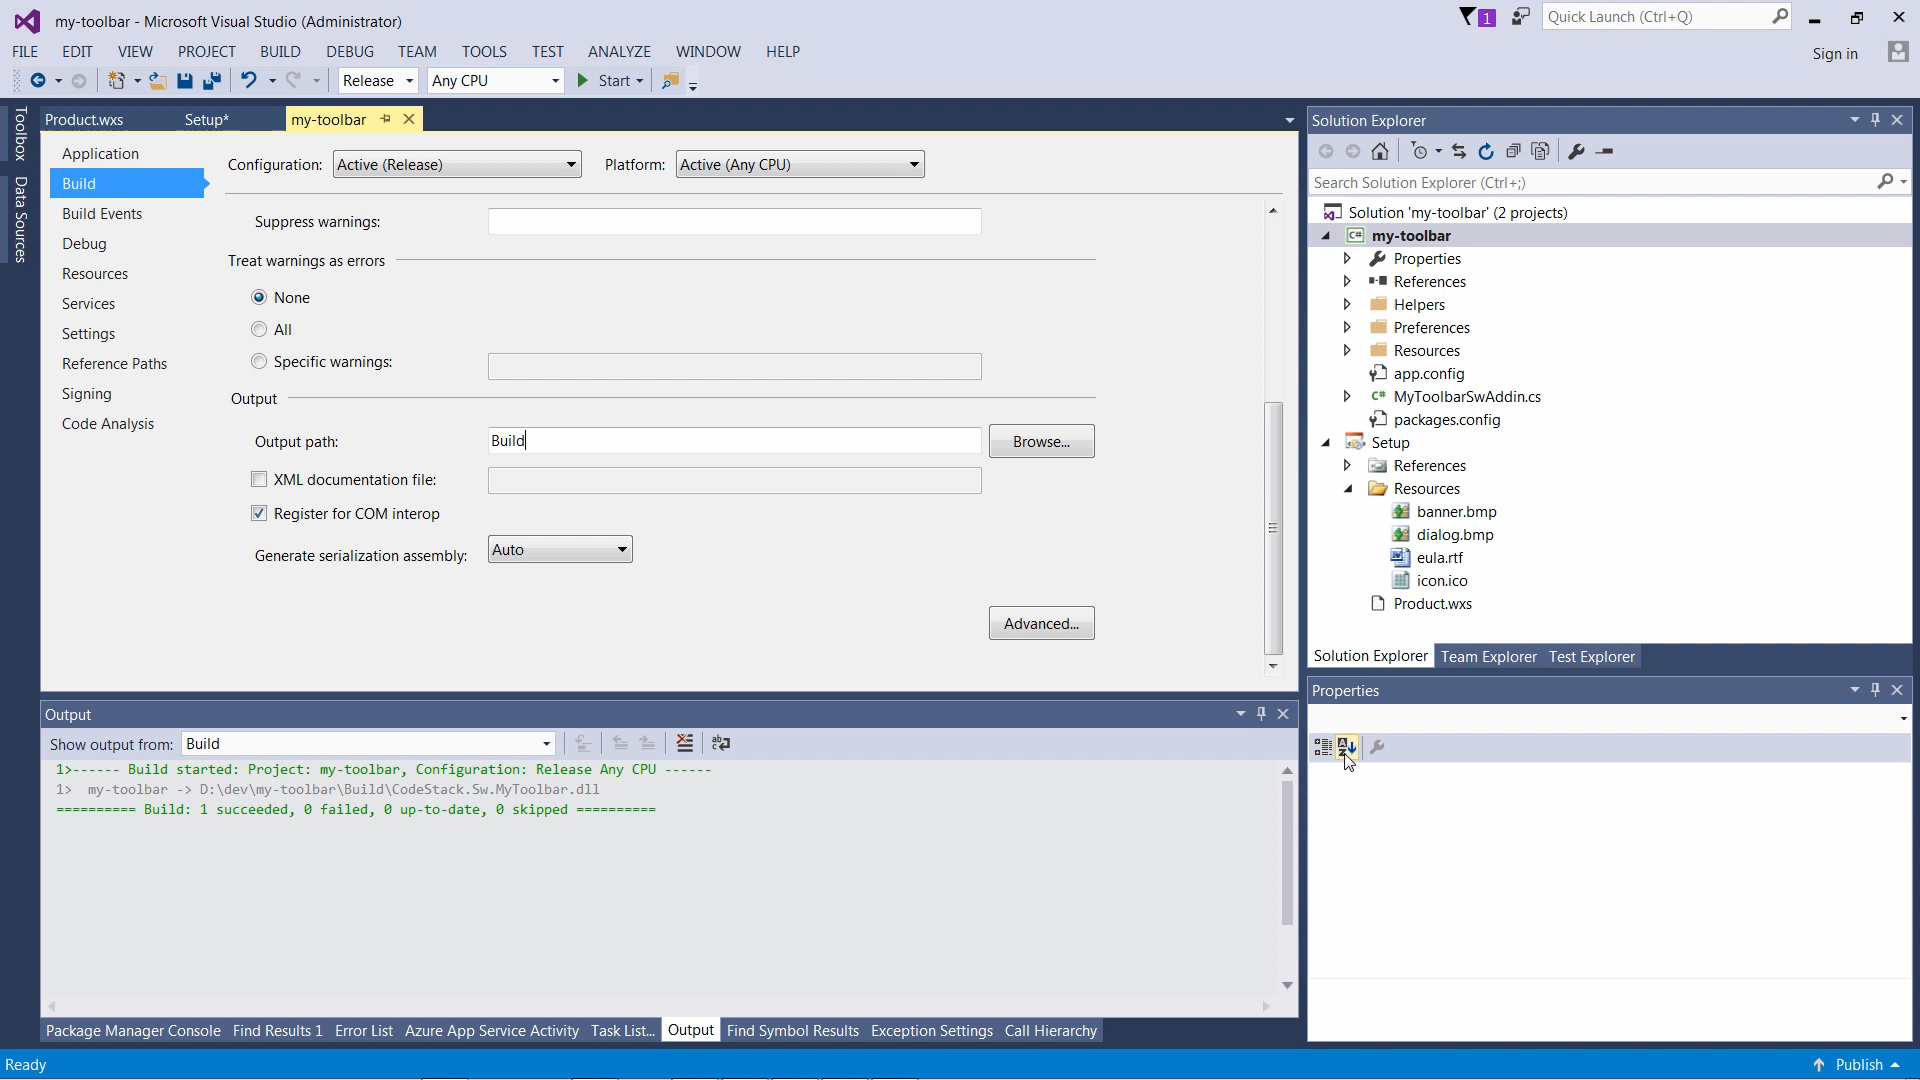 my-toolbar - Microsoft Visual Studio (Administrator)
1
Quick Launch (Ctrl+Q)
FILE EDIT VIEW PROJECT BUILD DEBUG TEAM TOOLS TEST ANALYZE WINDOW HELP
Sign in
Release Any CPU Start
Toolbox
Data Sources
Product.wxs Setup* my-toolbar
Application
Build
Build Events
Debug
Resources
Services
Settings
Reference Paths
Signing
Code Analysis
Configuration: Active (Release) Platform: Active (Any CPU)
Suppress warnings:
Treat warnings as errors
None
All
Specific warnings:
Output
Output path: Build Browse...
XML documentation file:
Register for COM interop
Generate serialization assembly: Auto
Advanced...
Solution Explorer
Search Solution Explorer (Ctrl+;)
Solution 'my-toolbar' (2 projects)
C# my-toolbar
Properties
References
Helpers
Preferences
Resources
app.config
C# MyToolbarSwAddin.cs
packages.config
Setup
References
Resources
banner.bmp
dialog.bmp
eula.rtf
icon.ico
Product.wxs
Solution Explorer Team Explorer Test Explorer
Properties
Output
Show output from: Build
1>------ Build started: Project: my-toolbar, Configuration: Release Any CPU ------
1>  my-toolbar -> D:\dev\my-toolbar\Build\CodeStack.Sw.MyToolbar.dll
========== Build: 1 succeeded, 0 failed, 0 up-to-date, 0 skipped ==========
Package Manager Console Find Results 1 Error List Azure App Service Activity Task List... Output Find Symbol Results Exception Settings Call Hierarchy
Ready
Publish